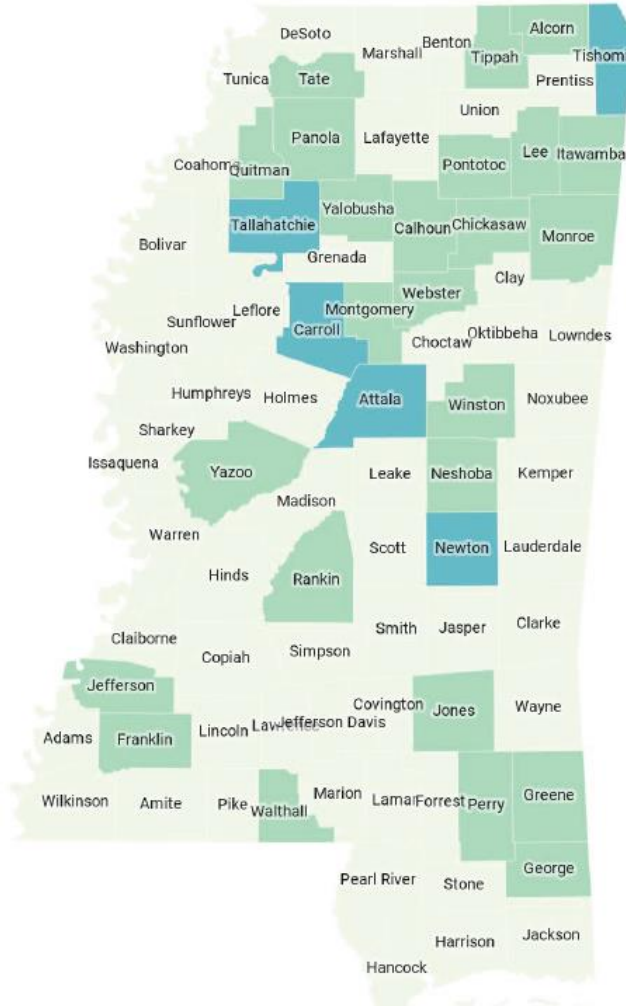 DeSoto
Marshall
Benton
Alcorn
Tippah
Tishomi
Tunica
Tate
Prentiss
Union
Panola
Lafayette
Pontotoc
Lee
Itawamba
Coahoma
Quitman
Tallahatchie
Yalobusha
Calhoun
Chickasaw
Monroe
Bolivar
Grenada
Clay
Webster
Leflore
Montgomery
Sunflower
Carroll
Choctaw
Oktibbeha
Lowndes
Washington
Humphreys
Holmes
Attala
Winston
Noxubee
Sharkey
Issaquena
Yazoo
Leake
Neshoba
Kemper
Madison
Warren
Scott
Newton
Lauderdale
Hinds
Rankin
Smith
Jasper
Clarke
Claiborne
Copiah
Simpson
Jefferson
Covington
Jones
Wayne
Adams
Franklin
Lincoln
Lawrence
Jefferson Davis
Wilkinson
Amite
Pike
Walthall
Marion
Lamar
Forrest
Perry
Greene
George
Pearl River
Stone
Harrison
Jackson
Hancock